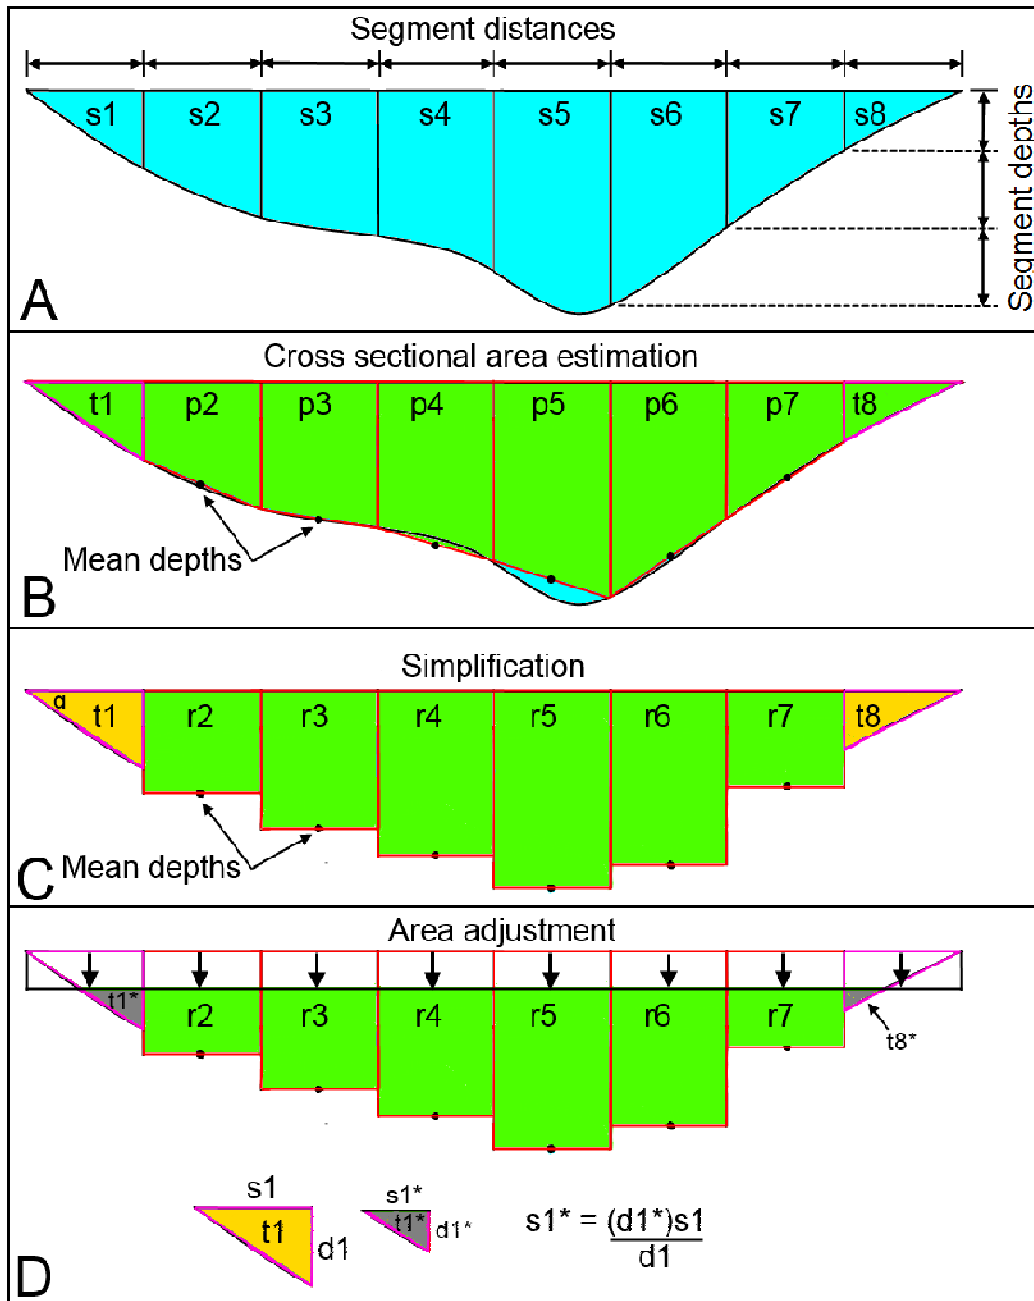 Segment distances
s1 s2 s3 s4 s5 s6 s7 s8
Segment depths
A
Cross sectional area estimation
t1 p2 p3 p4 p5 p6 p7 t8
Mean depths
B
Simplification
α t1 r2 r3 r4 r5 r6 r7 t8
Mean depths
C
Area adjustment
t1* r2 r3 r4 r5 r6 r7
t8*
s1 s1*
t1 d1 t1* d1* s1* = (d1*)s1
d1
D